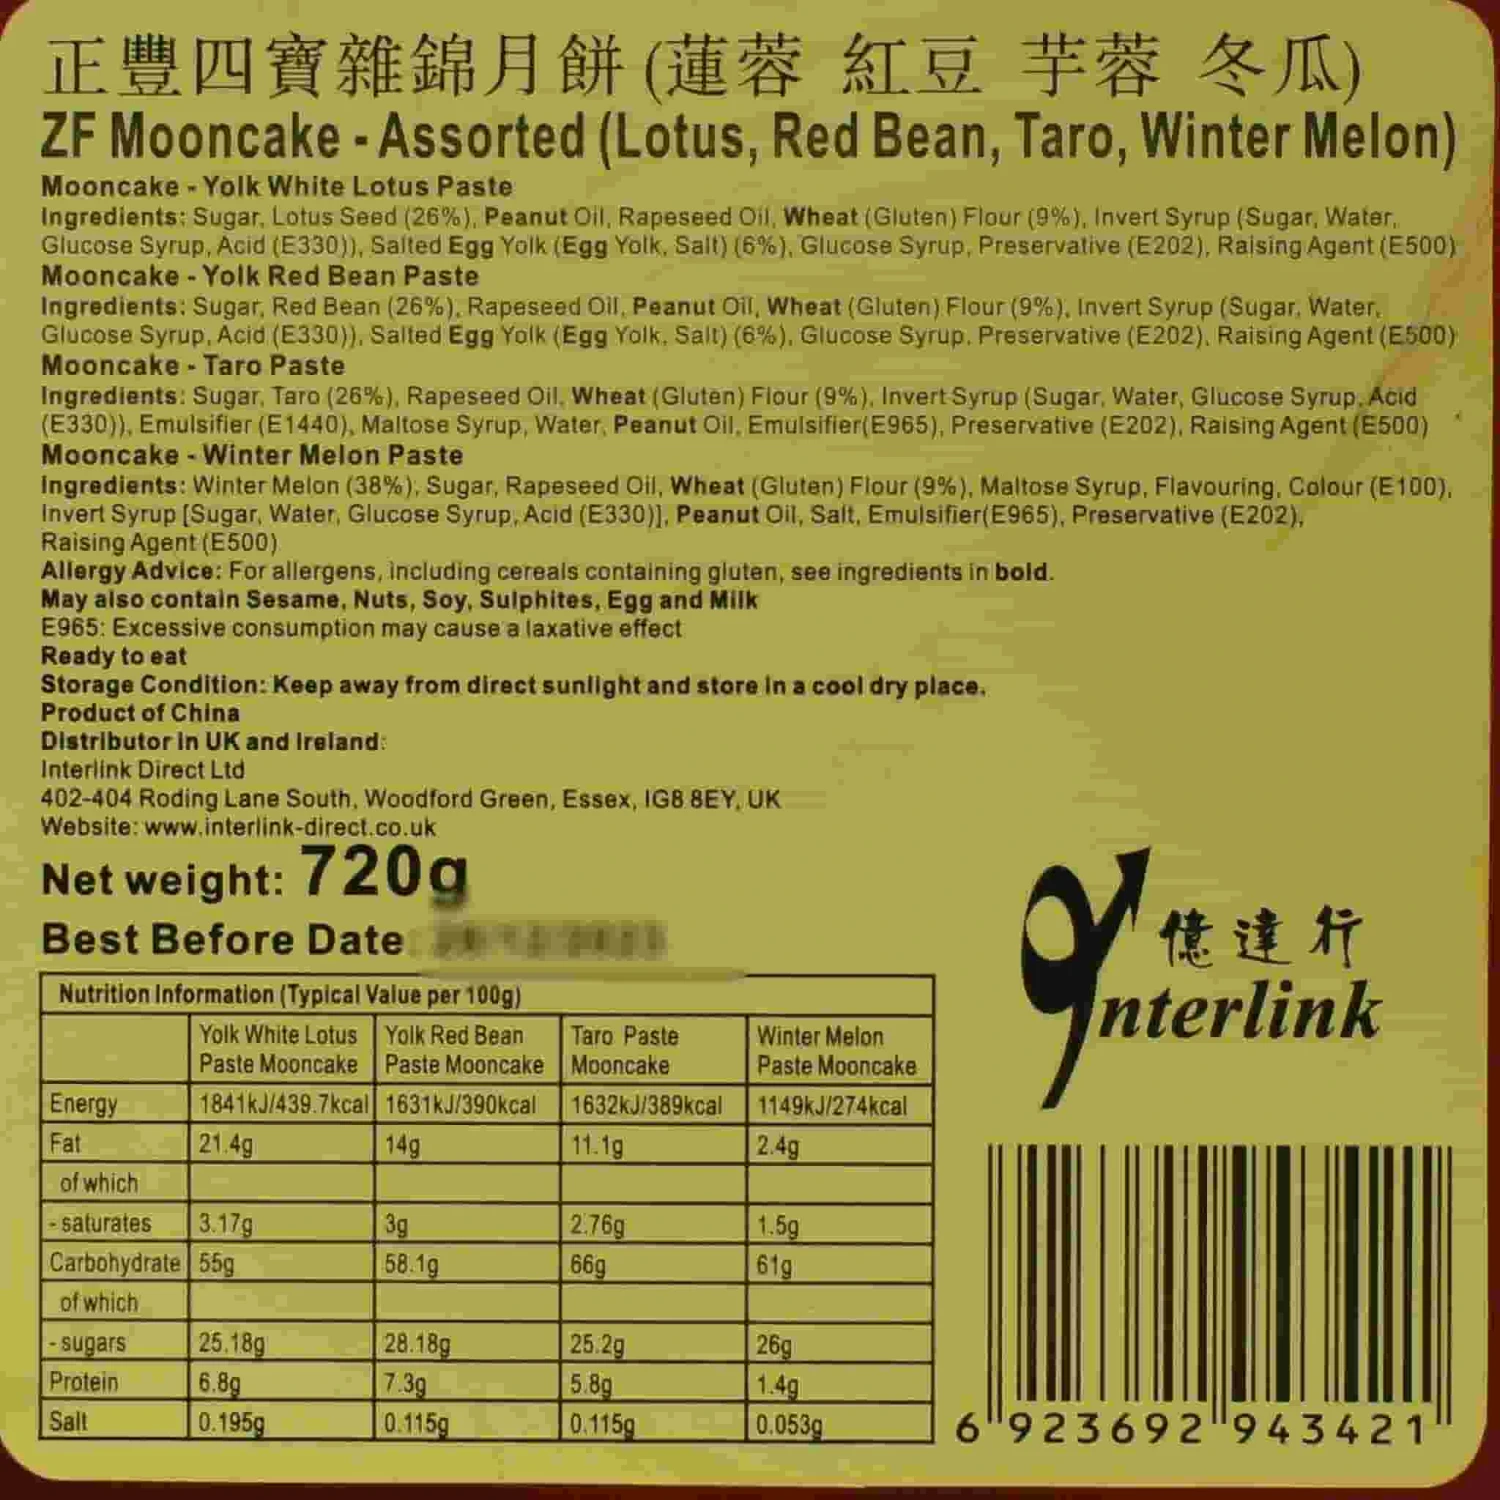 正豐四寶雜錦月餅(蓮蓉 紅豆 芋蓉 冬瓜)
ZF Mooncake - Assorted (Lotus, Red Bean, Taro, Winter Melon)
Mooncake - Yolk White Lotus Paste
Ingredients: Sugar, Lotus Seed (26%), Peanut Oil, Rapeseed Oil, Wheat (Gluten) Flour (9%), Invert Syrup (Sugar, Water,
Glucose Syrup, Acid (E330)), Salted Egg Yolk (Egg Yolk, Salt) (6%), Glucose Syrup, Preservative (E202), Raising Agent (E500)
Mooncake - Yolk Red Bean Paste
Ingredients: Sugar, Red Bean (26%), Rapeseed Oil, Peanut Oil, Wheat (Gluten) Flour (9%), Invert Syrup (Sugar, Water,
Glucose Syrup, Acid (E330)), Salted Egg Yolk (Egg Yolk, Salt) (6%), Glucose Syrup, Preservative (E202), Raising Agent (E500)
Mooncake - Taro Paste
Ingredients: Sugar, Taro (26%), Rapeseed Oil, Wheat (Gluten) Flour (9%), Invert Syrup (Sugar, Water, Glucose Syrup, Acid
(E330)), Emulsifier (E1440), Maltose Syrup, Water, Peanut Oil, Emulsifier(E965), Preservative (E202), Raising Agent (E500)
Mooncake - Winter Melon Paste
Ingredients: Winter Melon (38%), Sugar, Rapeseed Oil, Wheat (Gluten) Flour (9%), Maltose Syrup, Flavouring, Colour (E100),
Invert Syrup [Sugar, Water, Glucose Syrup, Acid (E330)], Peanut Oil, Salt, Emulsifier(E965), Preservative (E202),
Raising Agent (E500)
Allergy Advice: For allergens, including cereals containing gluten, see ingredients in bold.
May also contain Sesame, Nuts, Soy, Sulphites, Egg and Milk
E965: Excessive consumption may cause a laxative effect
Ready to eat
Storage Condition: Keep away from direct sunlight and store in a cool dry place.
Product of China
Distributor in UK and Ireland:
Interlink Direct Ltd
402-404 Roding Lane South, Woodford Green, Essex, IG8 8EY, UK
Website: www.interlink-direct.co.uk
Net weight: 720g
Best Before Date
億達行
Interlink
Nutrition Information (Typical Value per 100g)
Yolk White Lotus Paste Mooncake Yolk Red Bean Paste Mooncake Taro Paste Mooncake Winter Melon Paste Mooncake
Energy 1841kJ/439.7kcal 1631kJ/390kcal 1632kJ/389kcal 1149kJ/274kcal
Fat 21.4g 14g 11.1g 2.4g
of which
- saturates 3.17g 3g 2.76g 1.5g
Carbohydrate 55g 58.1g 66g 61g
of which
- sugars 25.18g 28.18g 25.2g 26g
Protein 6.8g 7.3g 5.8g 1.4g
Salt 0.195g 0.115g 0.115g 0.053g
6 923692 943421